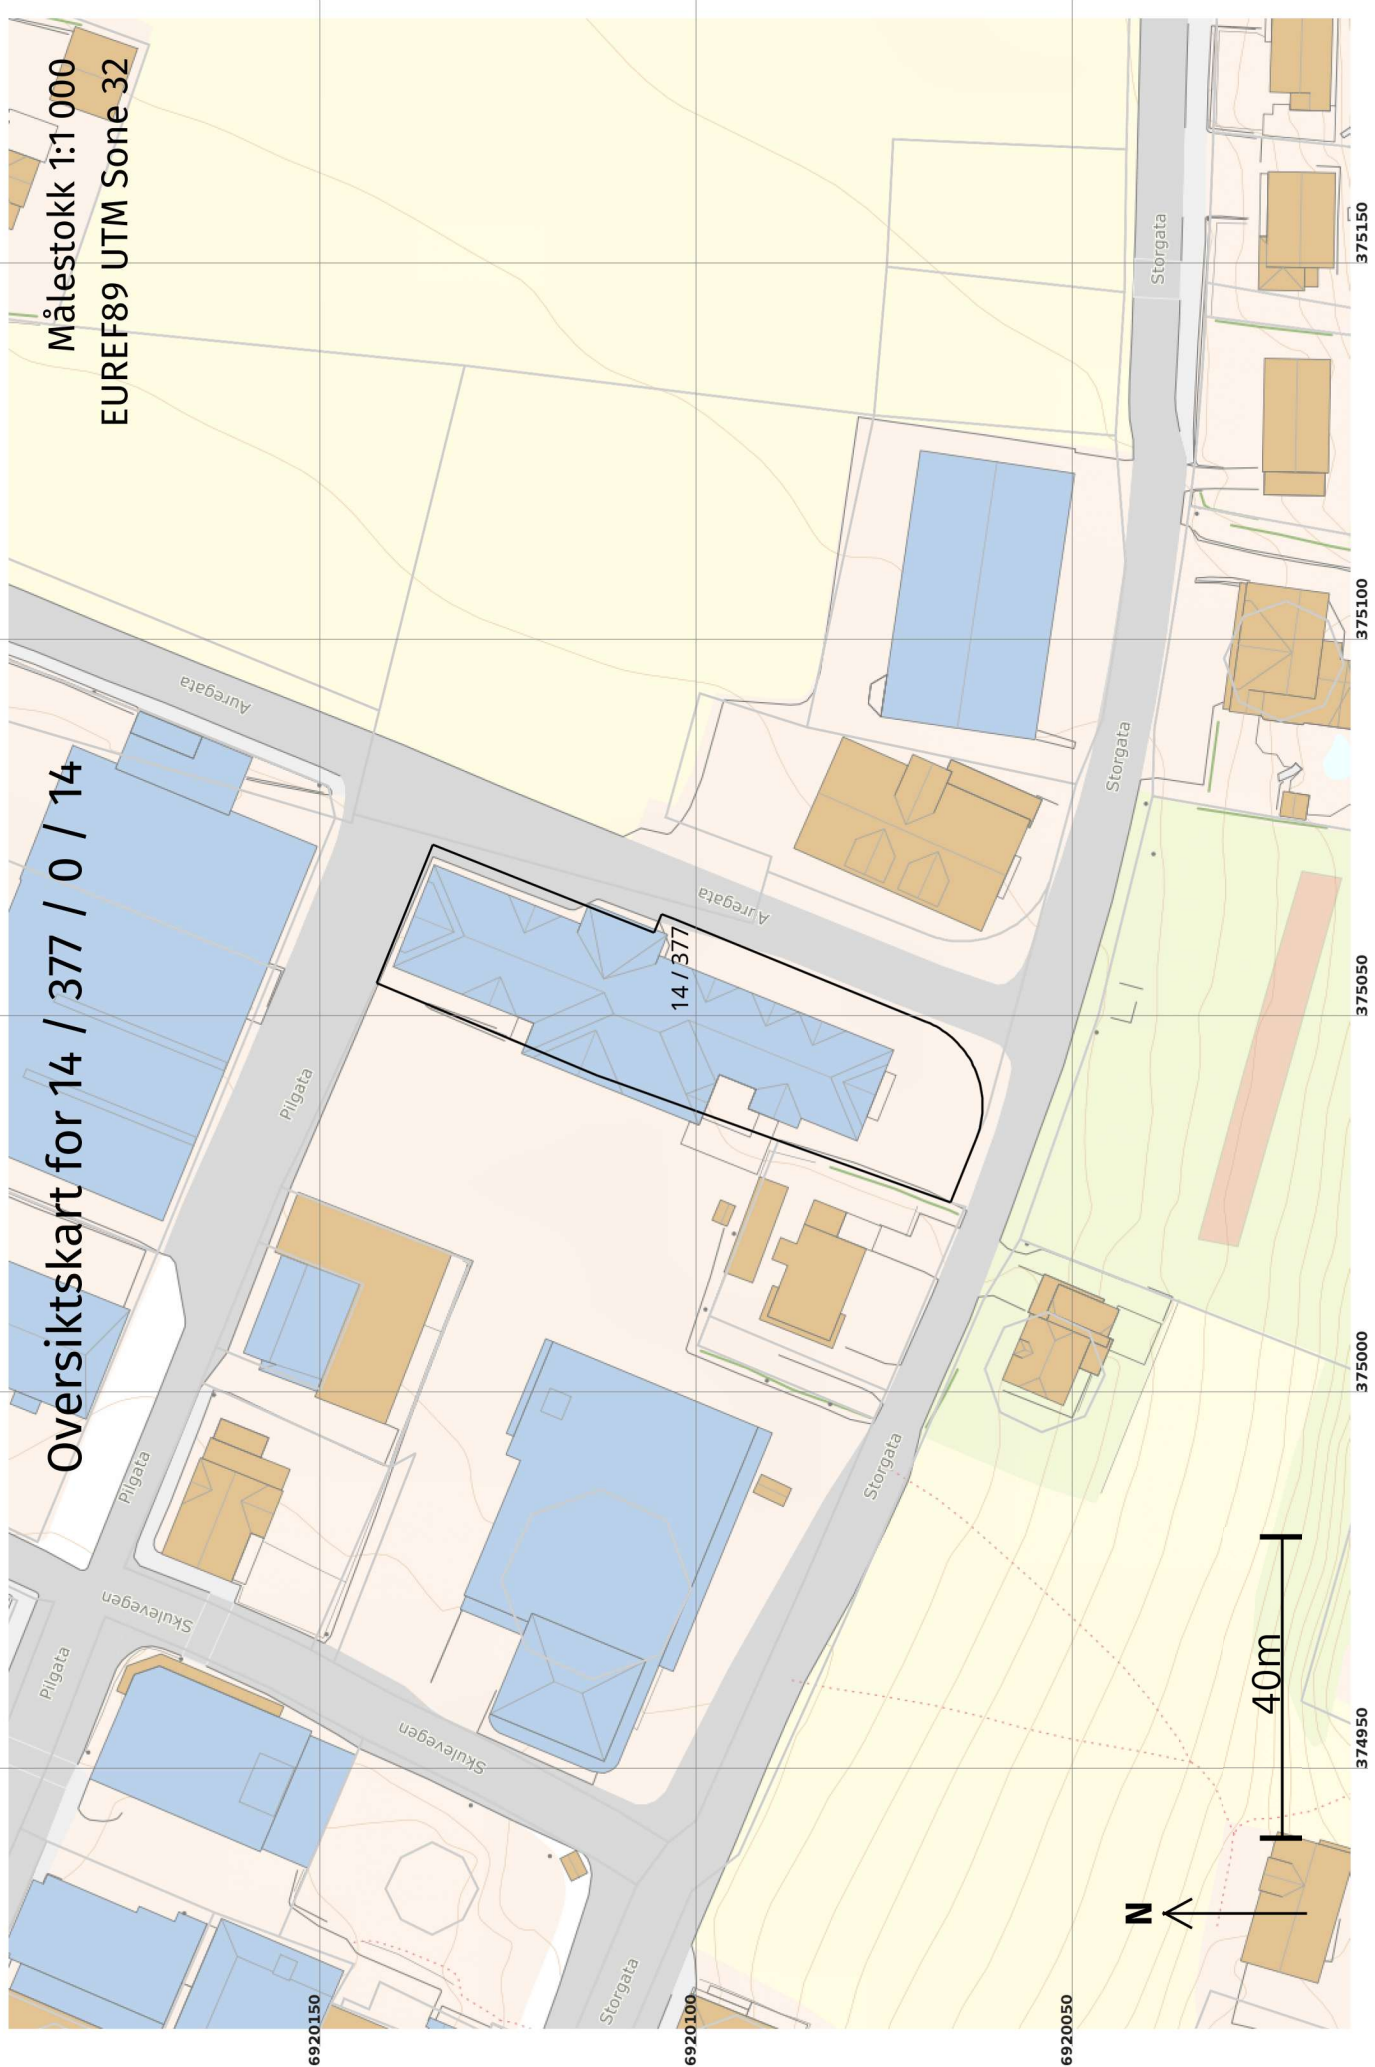 Oversiktskart for 14 / 377 / 0 / 14
Målestokk 1:1 000
EUREF89 UTM Sone 32
Pilgata
Skulevegen
Pilgata
Pilgata
Auregata
Skulevegen
14 / 377
Auregata
Storgata
Storgata
Storgata
Storgata
N
40m
6920150
6920100
6920050
374950
375000
375050
375100
375150